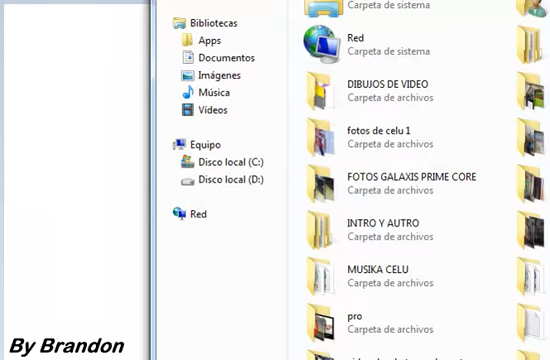 Bibliotecas
Apps
Documentos
Imágenes
Música
Vídeos
Equipo
Disco local (C:)
Disco local (D:)
Red
Carpeta de sistema
Red
Carpeta de sistema
DIBUJOS DE VIDEO
Carpeta de archivos
fotos de celu 1
Carpeta de archivos
FOTOS GALAXIS PRIME CORE
Carpeta de archivos
INTRO Y AUTRO
Carpeta de archivos
MUSIKA CELU
Carpeta de archivos
pro
Carpeta de archivos
By Brandon